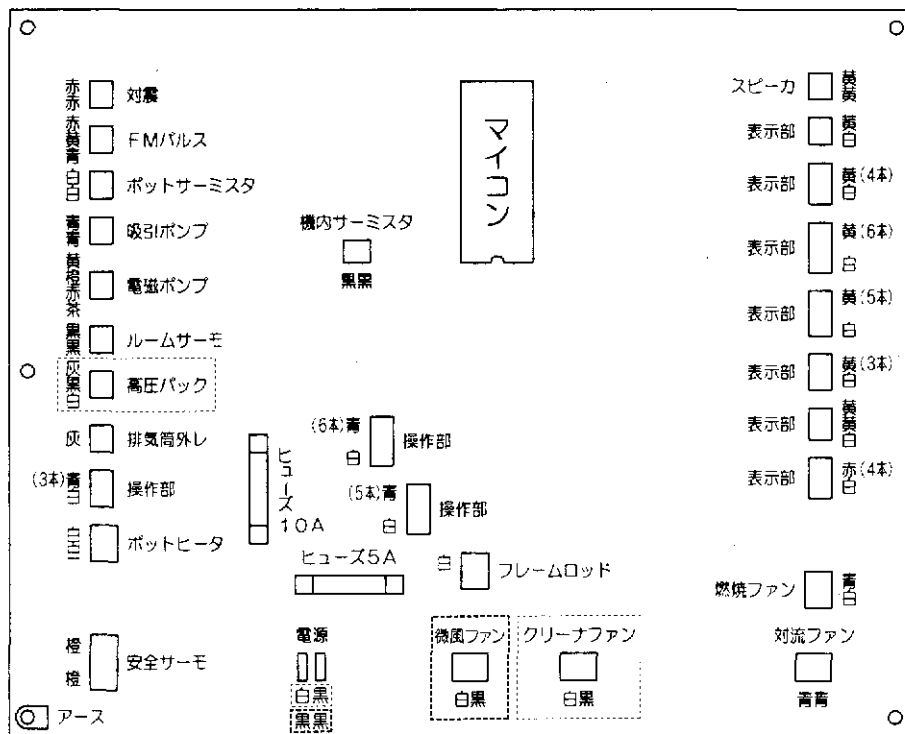 赤赤 対震
赤黄青 FMパルス
白白 ポットサーミスタ
青青 吸引ポンプ
黄橙赤茶 電磁ポンプ
黒黒 ルームサーモ
灰黒白 高圧パック
灰 排気筒外レ
(3本)青白 操作部
白白 ポットヒータ
橙橙 安全サーモ
アース
マイコン
機内サーミスタ
黒黒
ヒューズ10A
(6本)青白 操作部
(5本)青白 操作部
ヒューズ5A
白 フレームロッド
電源
白黒
黒黒
微風ファン
白黒
クリーナファン
白黒
スピーカ 黄黄
表示部 黄白
表示部 黄(4本)白
表示部 黄(6本)白
表示部 黄(5本)白
表示部 黄(3本)白
表示部 黄黄白
表示部 赤(4本)白
燃焼ファン 青白
対流ファン
青青